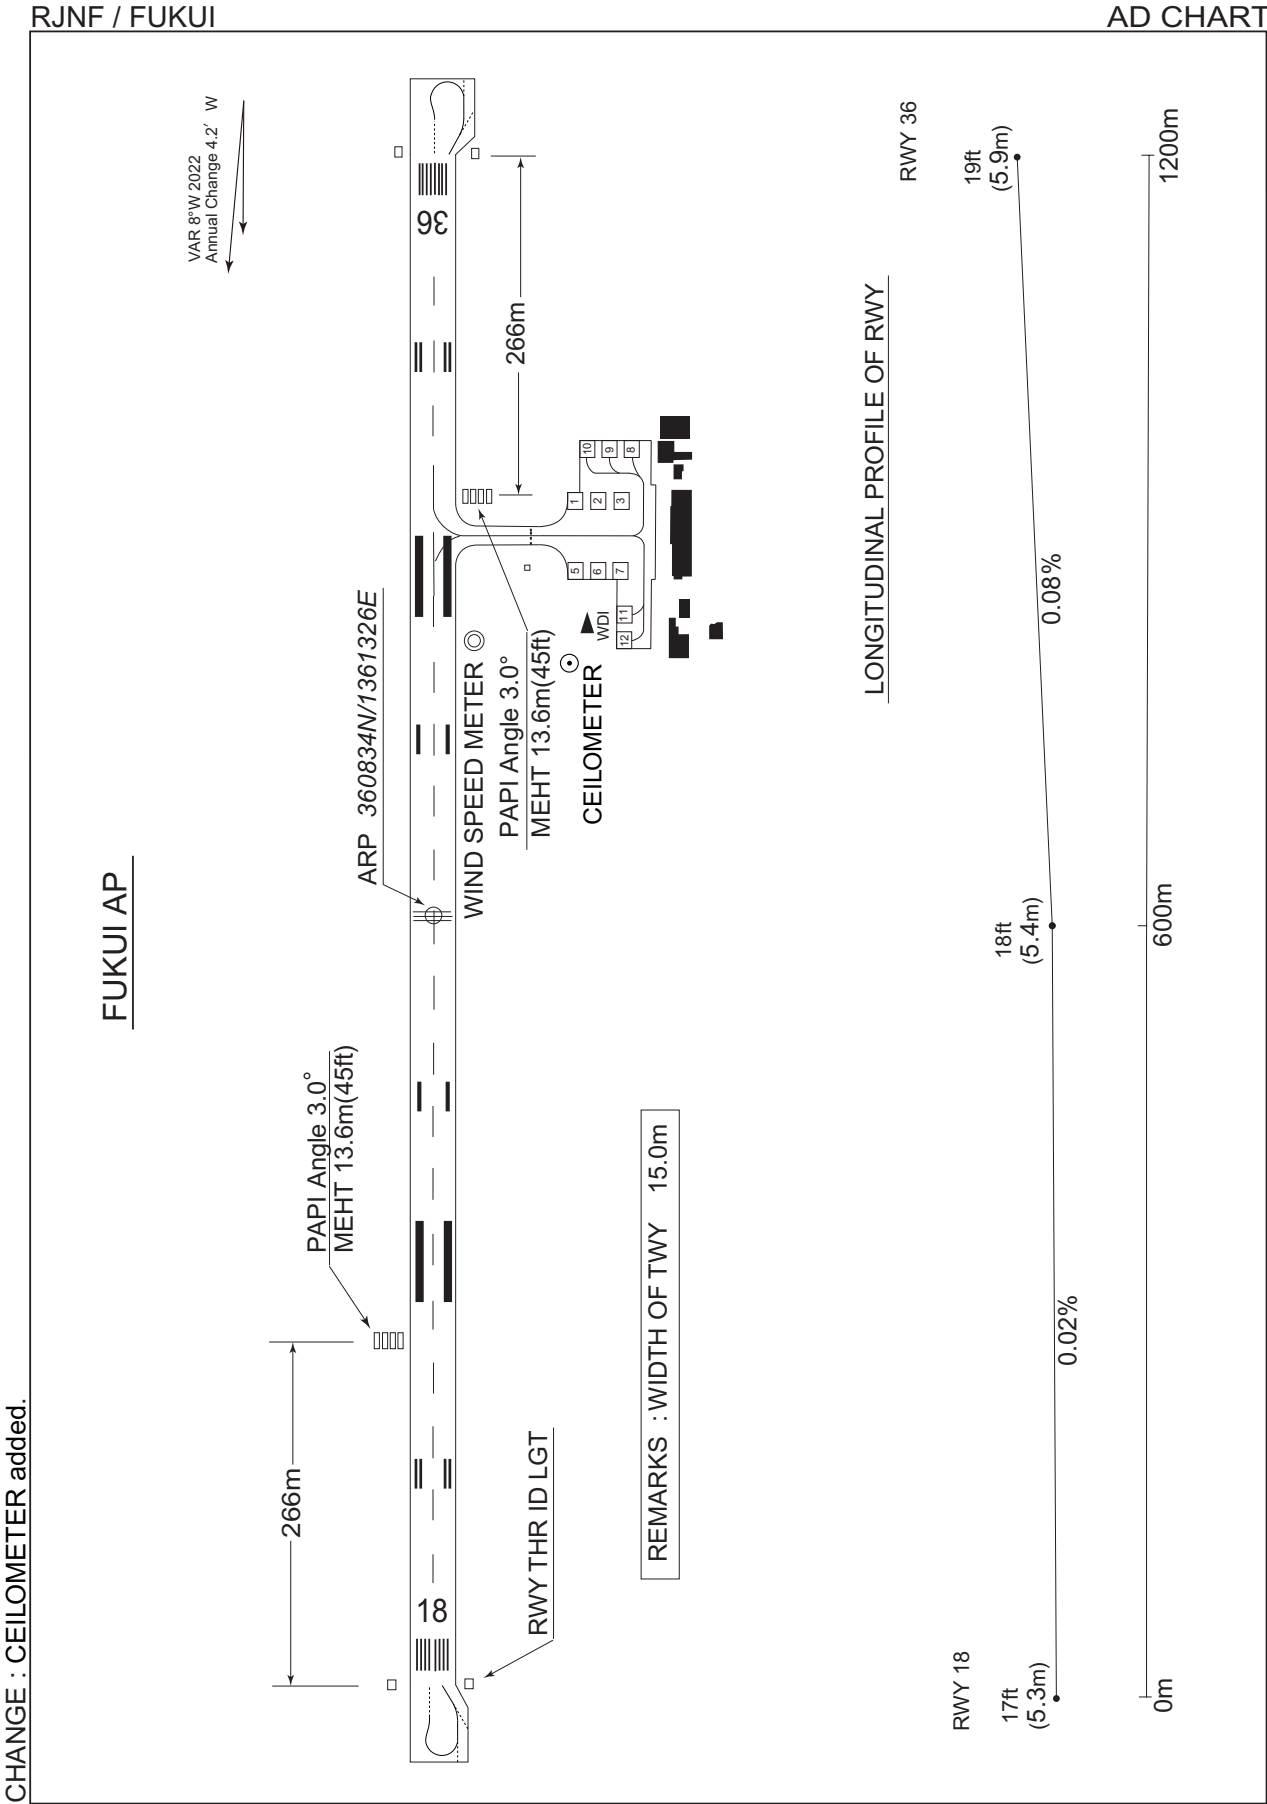 RJNF / FUKUI
AD CHART
CHANGE : CEILOMETER added.
FUKUI AP
VAR 8°W 2022
Annual Change 4.2′ W
36
266m
ARP 360834N/1361326E
WIND SPEED METER
PAPI Angle 3.0°
MEHT 13.6m(45ft)
CEILOMETER
WDI
1
2
3
5
6
7
8
9
10
11
12
PAPI Angle 3.0°
MEHT 13.6m(45ft)
266m
18
RWY THR ID LGT
REMARKS : WIDTH OF TWY 15.0m
LONGITUDINAL PROFILE OF RWY
RWY 18
17ft
(5.3m)
0.02%
18ft
(5.4m)
0.08%
RWY 36
19ft
(5.9m)
0m
600m
1200m